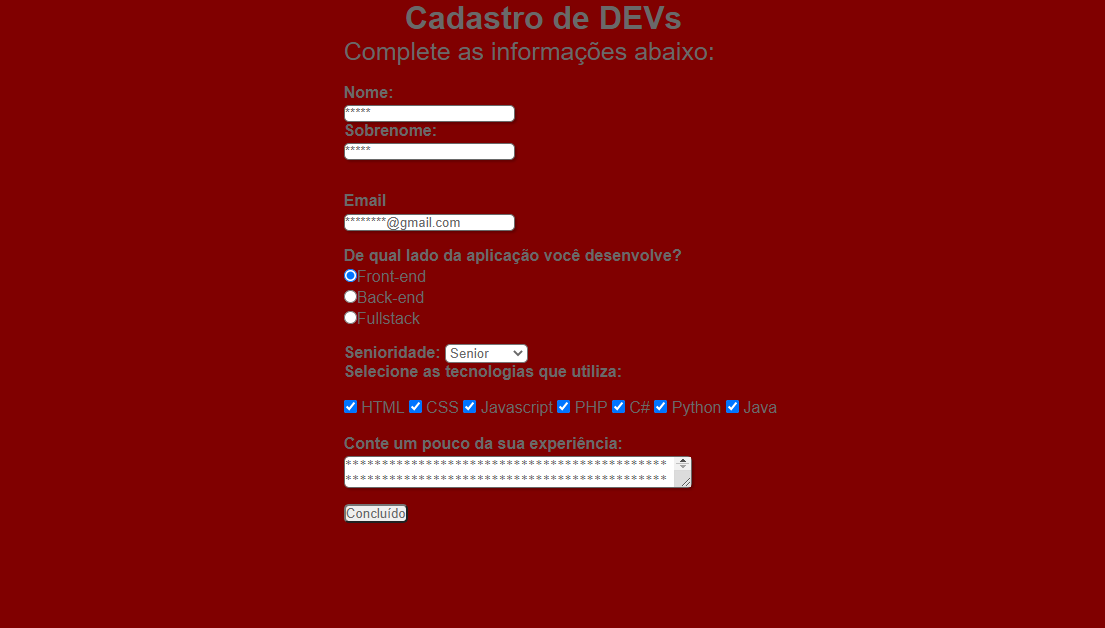 Cadastro de DEVs
Complete as informações abaixo:
Nome:
*****
Sobrenome:
*****
Email
********@gmail.com
De qual lado da aplicação você desenvolve?
Front-end
Back-end
Fullstack
Senioridade: Senior
Selecione as tecnologias que utiliza:
HTML CSS Javascript PHP C# Python Java
Conte um pouco da sua experiência:
********************************************
********************************************
Concluído